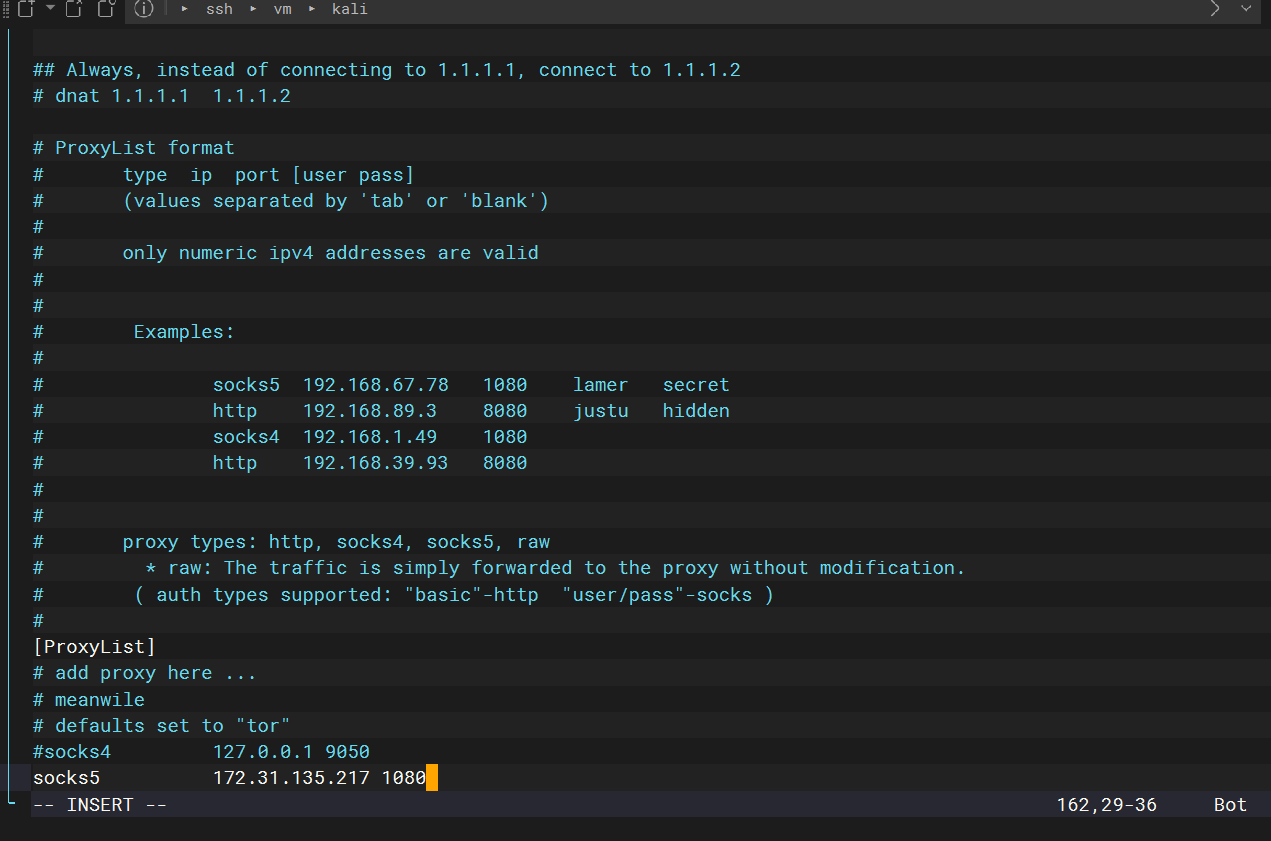 ssh ▸ vm ▸ kali
## Always, instead of connecting to 1.1.1.1, connect to 1.1.1.2
# dnat 1.1.1.1  1.1.1.2
# ProxyList format
#       type  ip  port [user pass]
#       (values separated by 'tab' or 'blank')
#
#       only numeric ipv4 addresses are valid
#
#
#        Examples:
#
#               socks5  192.168.67.78   1080    lamer   secret
#               http    192.168.89.3    8080    justu   hidden
#               socks4  192.168.1.49    1080
#               http    192.168.39.93   8080
#
#
#       proxy types: http, socks4, socks5, raw
#         * raw: The traffic is simply forwarded to the proxy without modification.
#        ( auth types supported: "basic"-http  "user/pass"-socks )
#
[ProxyList]
# add proxy here ...
# meanwile
# defaults set to "tor"
#socks4         127.0.0.1 9050
socks5          172.31.135.217 1080
-- INSERT --                                                                               162,29-36     Bot